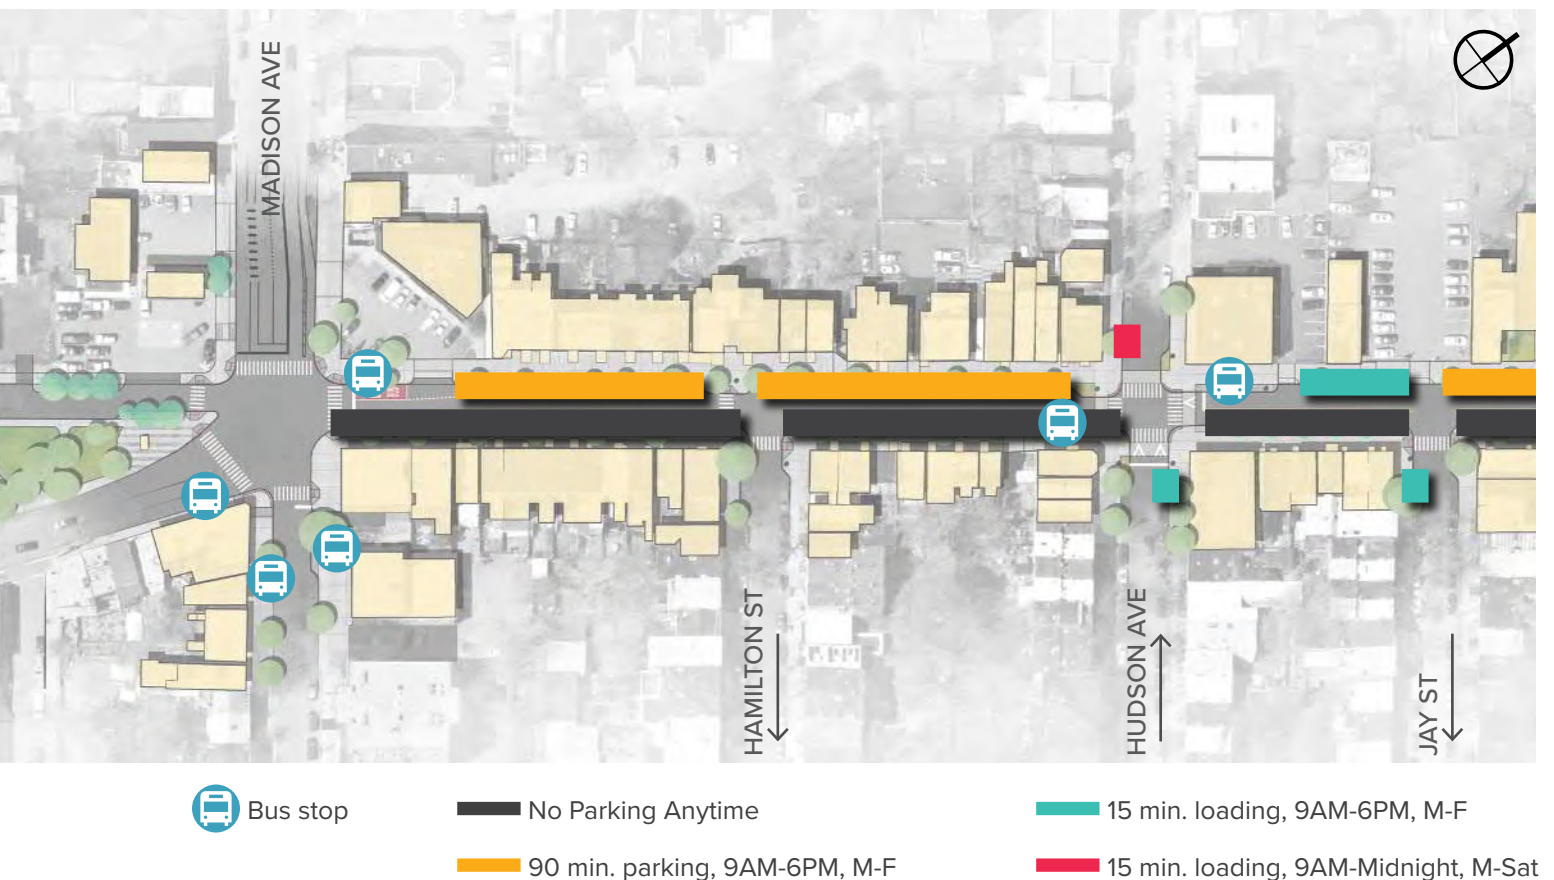 MADISON AVE
HAMILTON ST
HUDSON AVE
JAY ST
Bus stop
No Parking Anytime
15 min. loading, 9AM-6PM, M-F
90 min. parking, 9AM-6PM, M-F
15 min. loading, 9AM-Midnight, M-Sat